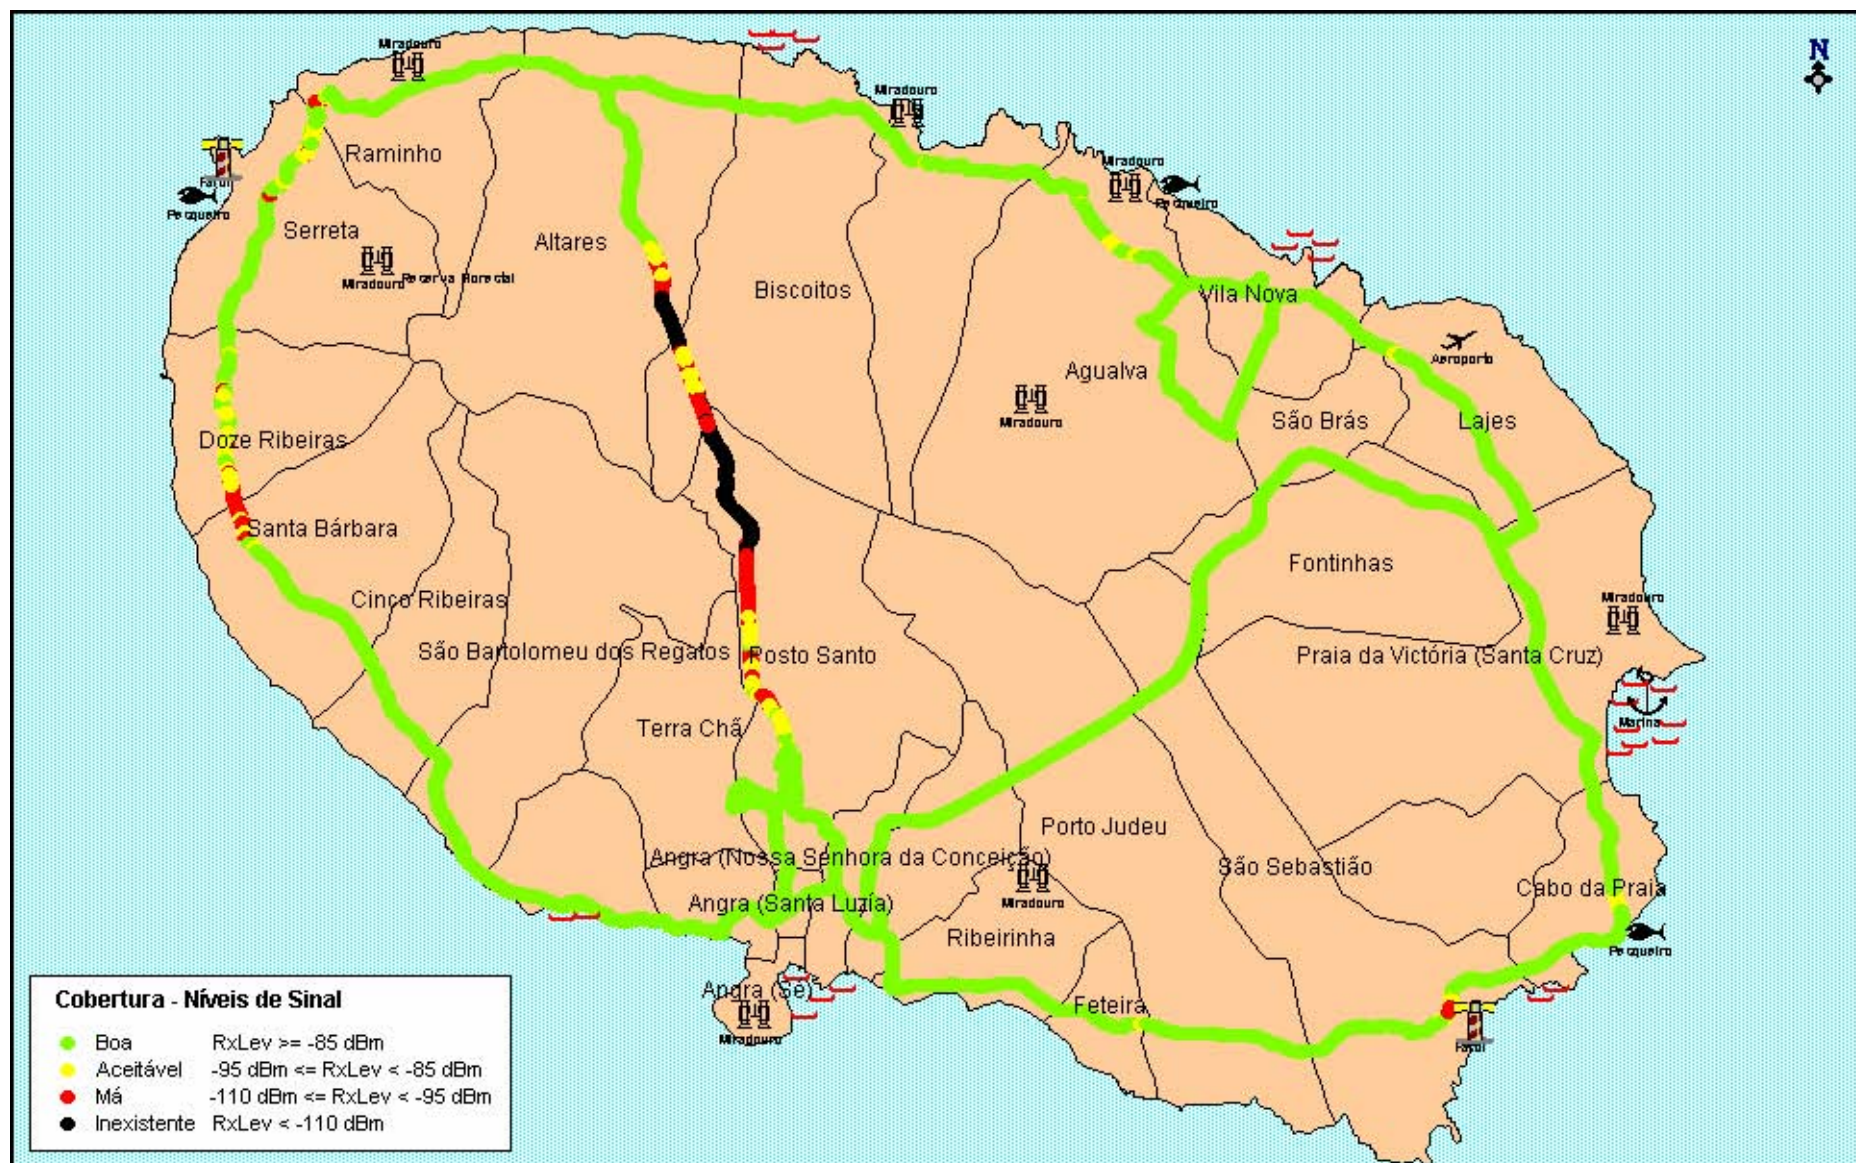 N
Miradouro
Miradouro
Miradouro
Raminho
Farol
Pesqueiro
Pesqueiro
Serreta
Altares
Miradouro
Reserva Florestal
Biscoitos
Vila Nova
Aeroporto
Agualva
Miradouro
São Brás
Lajes
Doze Ribeiras
Santa Bárbara
Fontinhas
Cinco Ribeiras
Miradouro
São Bartolomeu dos Regatos
Posto Santo
Praia da Victória (Santa Cruz)
Terra Chã
Marina
Porto Judeu
Angra (Nossa Senhora da Conceição)
São Sebastião
Cabo da Praia
Angra (Santa Luzía)
Miradouro
Ribeirinha
Pesqueiro
Angra (Sé)
Feteira
Miradouro
Farol
Cobertura - Níveis de Sinal
Boa RxLev >= -85 dBm
Aceitável -95 dBm <= RxLev < -85 dBm
Má -110 dBm <= RxLev < -95 dBm
Inexistente RxLev < -110 dBm